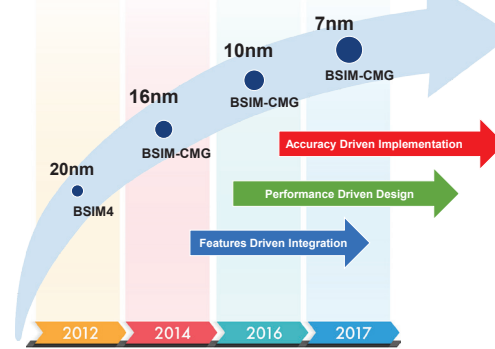 7nm
10nm
BSIM-CMG
16nm
BSIM-CMG
BSIM-CMG
Accuracy Driven Implementation
20nm
Performance Driven Design
BSIM4
Features Driven Integration
2012
2014
2016
2017